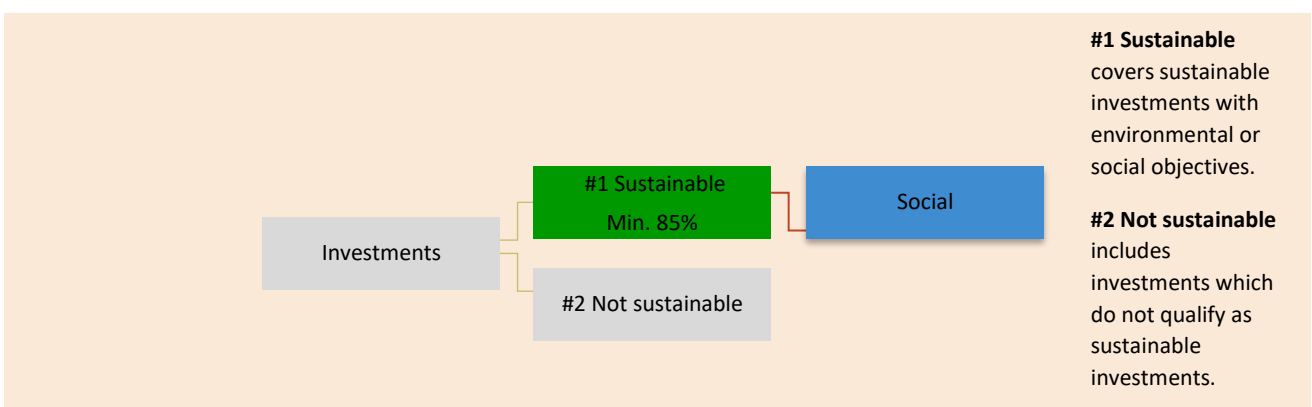 Investments
#1 Sustainable
Min. 85%
#2 Not sustainable
Social
#1 Sustainable
covers sustainable
investments with
environmental or
social objectives.
#2 Not sustainable
includes
investments which
do not qualify as
sustainable
investments.